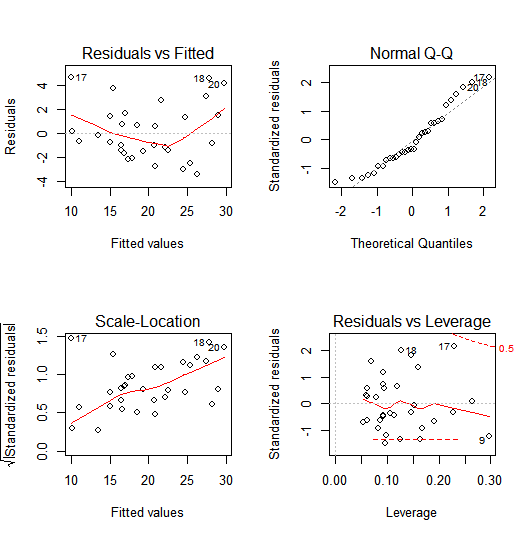 Residuals vs Fitted
Residuals
4
2
0
-2
-4
17
18
20
10 15 20 25 30
Fitted values
Normal Q-Q
Standardized residuals
2
1
0
-1
17
18
20
-2 -1 0 1 2
Theoretical Quantiles
Scale-Location
√|Standardized residuals|
1.5
1.0
0.5
0.0
17
18
20
10 15 20 25 30
Fitted values
Residuals vs Leverage
Standardized residuals
2
1
0
-1
18
17
9
0.5
0.00 0.10 0.20 0.30
Leverage